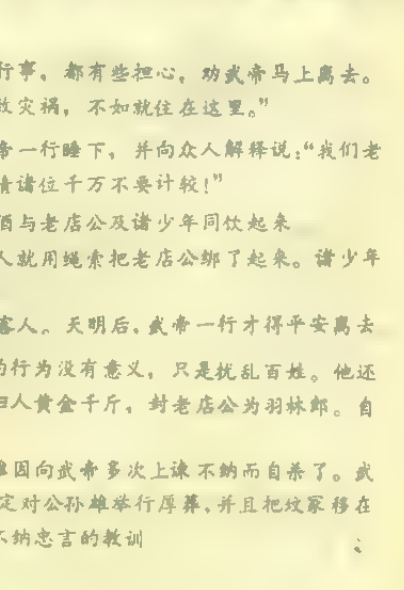 行事，都有些担心，劝武帝马上离去。
致灾祸，不如就住在这里。”
帝一行睡下，并向众人解释说：“我们老
请诸位千万不要计较！”
酒与老店公及诸少年同饮起来
人就用绳索把老店公绑了起来。诸少年
客人。天明后，武帝一行才得平安离去
的行为没有意义，只是扰乱百姓。他还
妇人黄金千斤，封老店公为羽林郎。自
雄因向武帝多次上谏不纳而自杀了。武
定对公孙雄举行厚葬，并且把坟冢移在
不纳忠言的教训